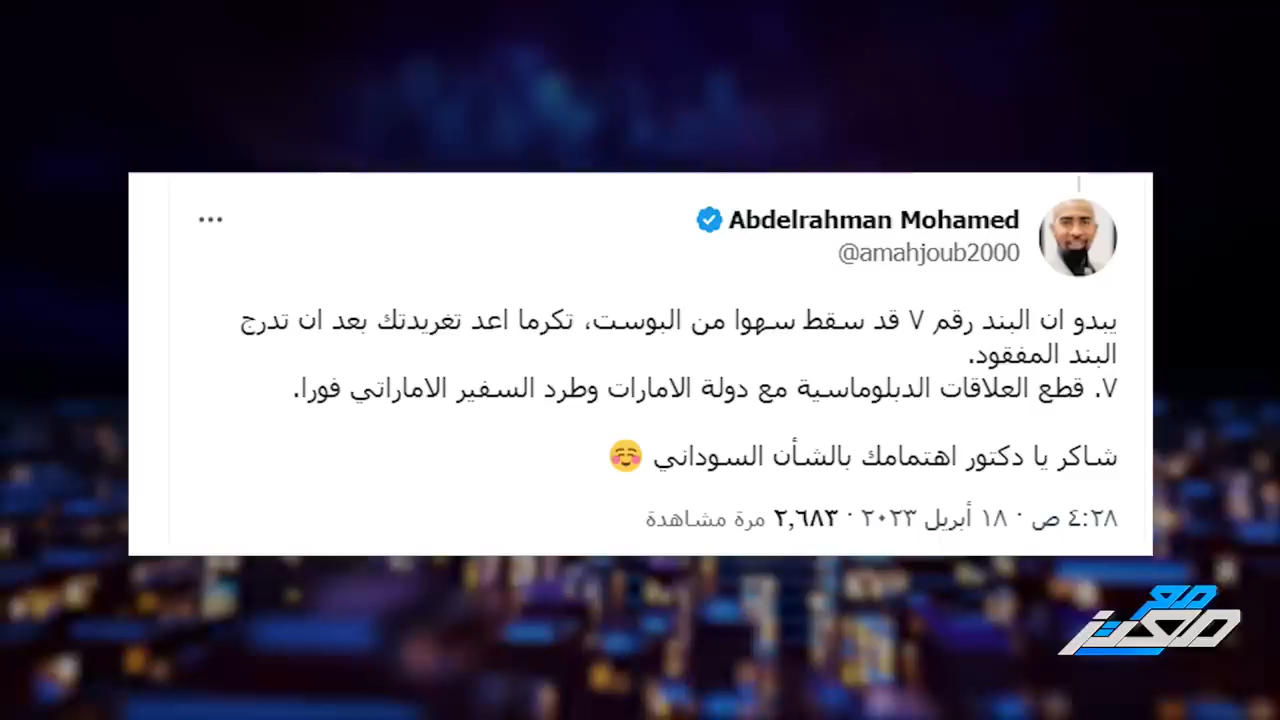 Abdelrahman Mohamed
@amahjoub2000
يبدو ان البند رقم ٧ قد سقط سهوا من البوست، تكرما اعد تغريدتك بعد ان تدرج
البند المفقود.
٧. قطع العلاقات الدبلوماسية مع دولة الامارات وطرد السفير الاماراتي فورا.
شاكر يا دكتور اهتمامك بالشأن السوداني ☺️
٤:٢٨ ص · ١٨ أبريل ٢٠٢٣ · ٢,٦٨٣ مرة مشاهدة
مع
معتز